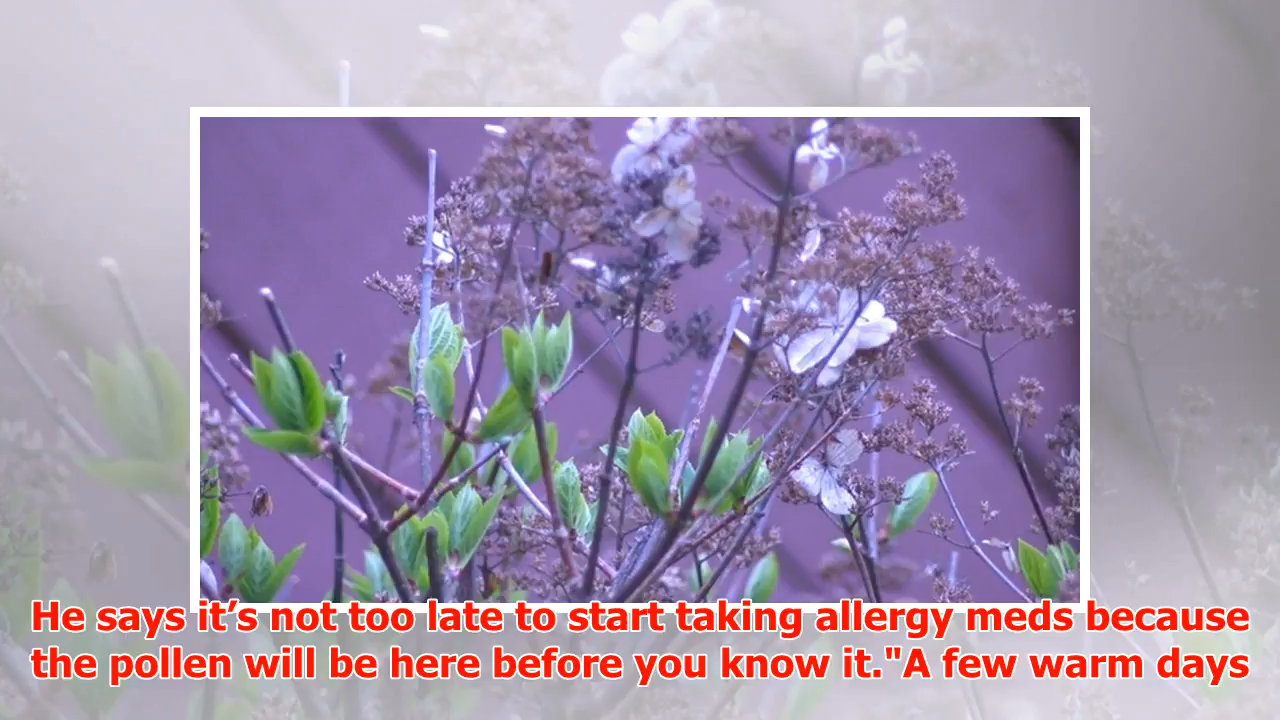 He says it’s not too late to start taking allergy meds because
the pollen will be here before you know it."A few warm days